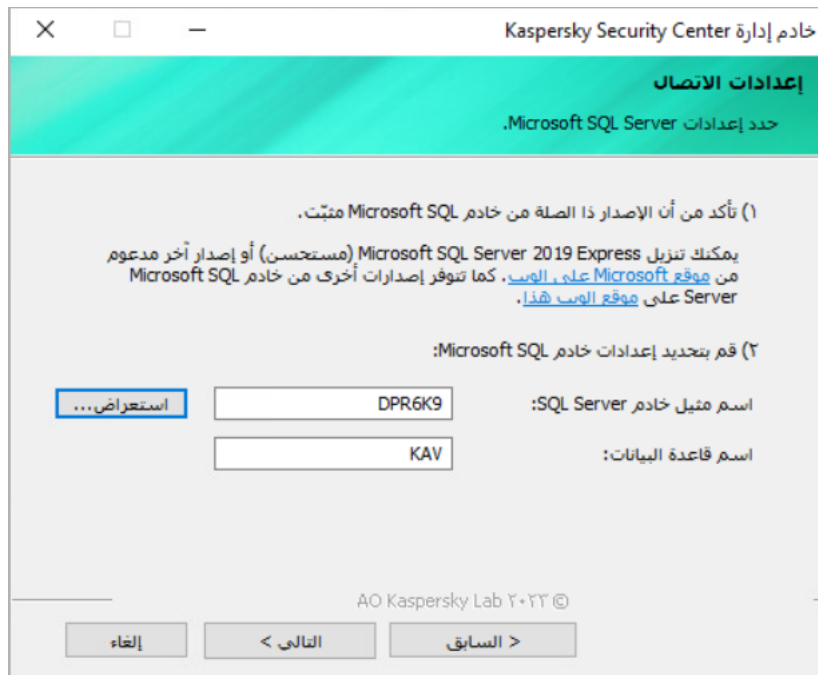 خادم إدارة Kaspersky Security Center
إعدادات الاتصال
حدد إعدادات Microsoft SQL Server.
١) تأكد من أن الإصدار ذا الصلة من خادم Microsoft SQL مثبّت.
يمكنك تنزيل Microsoft SQL Server 2019 Express (مستحسن) أو إصدار آخر مدعوم
من موقع Microsoft على الويب. كما تتوفر إصدارات أخرى من خادم Microsoft SQL
Server على موقع الويب هذا.
٢) قم بتحديد إعدادات خادم Microsoft SQL:
اسم مثيل خادم SQL Server: DPR6K9 استعراض...
اسم قاعدة البيانات: KAV
© ٢٠٢٣ AO Kaspersky Lab
< السابق التالي > إلغاء